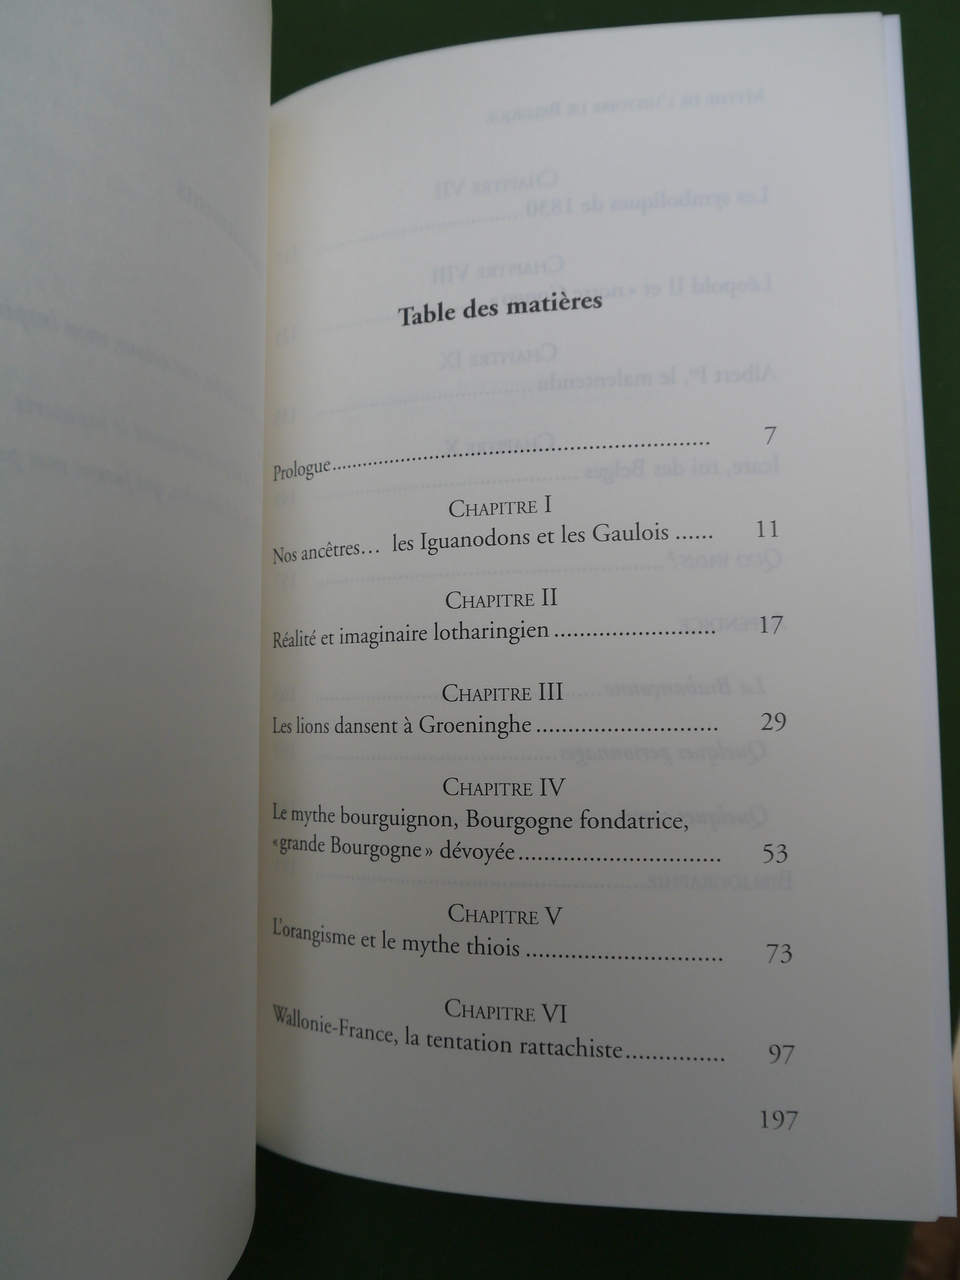 Table des matières
Prologue........................................................... 7
CHAPITRE I
Nos ancêtres… les Iguanodons et les Gaulois ...... 11
CHAPITRE II
Réalité et imaginaire lotharingien ......................... 17
CHAPITRE III
Les lions dansent à Groeninghe ............................ 29
CHAPITRE IV
Le mythe bourguignon, Bourgogne fondatrice,
«grande Bourgogne» dévoyée................................ 53
CHAPITRE V
L'orangisme et le mythe thiois ............................... 73
CHAPITRE VI
Wallonie-France, la tentation rattachiste............... 97
197